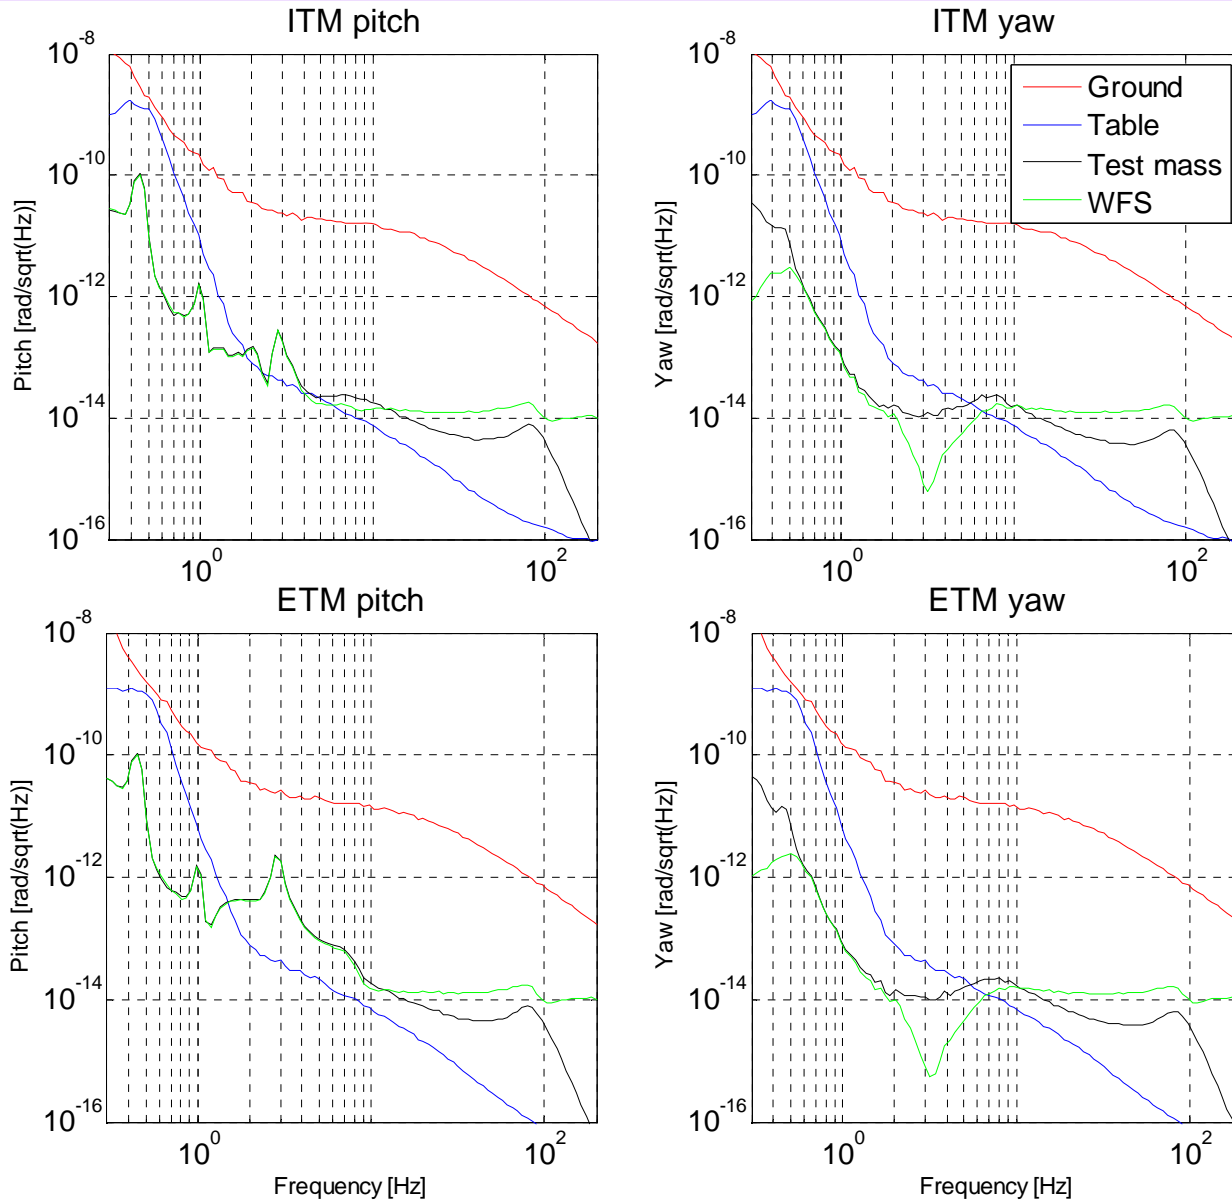 ITM pitch
10^-8
10^-10
10^-12
10^-14
10^-16
Pitch [rad/sqrt(Hz)]
10^0
10^2
ITM yaw
10^-8
10^-10
10^-12
10^-14
10^-16
Yaw [rad/sqrt(Hz)]
10^0
10^2
Ground
Table
Test mass
WFS
ETM pitch
10^-8
10^-10
10^-12
10^-14
10^-16
Pitch [rad/sqrt(Hz)]
10^0
10^2
Frequency [Hz]
ETM yaw
10^-8
10^-10
10^-12
10^-14
10^-16
Yaw [rad/sqrt(Hz)]
10^0
10^2
Frequency [Hz]